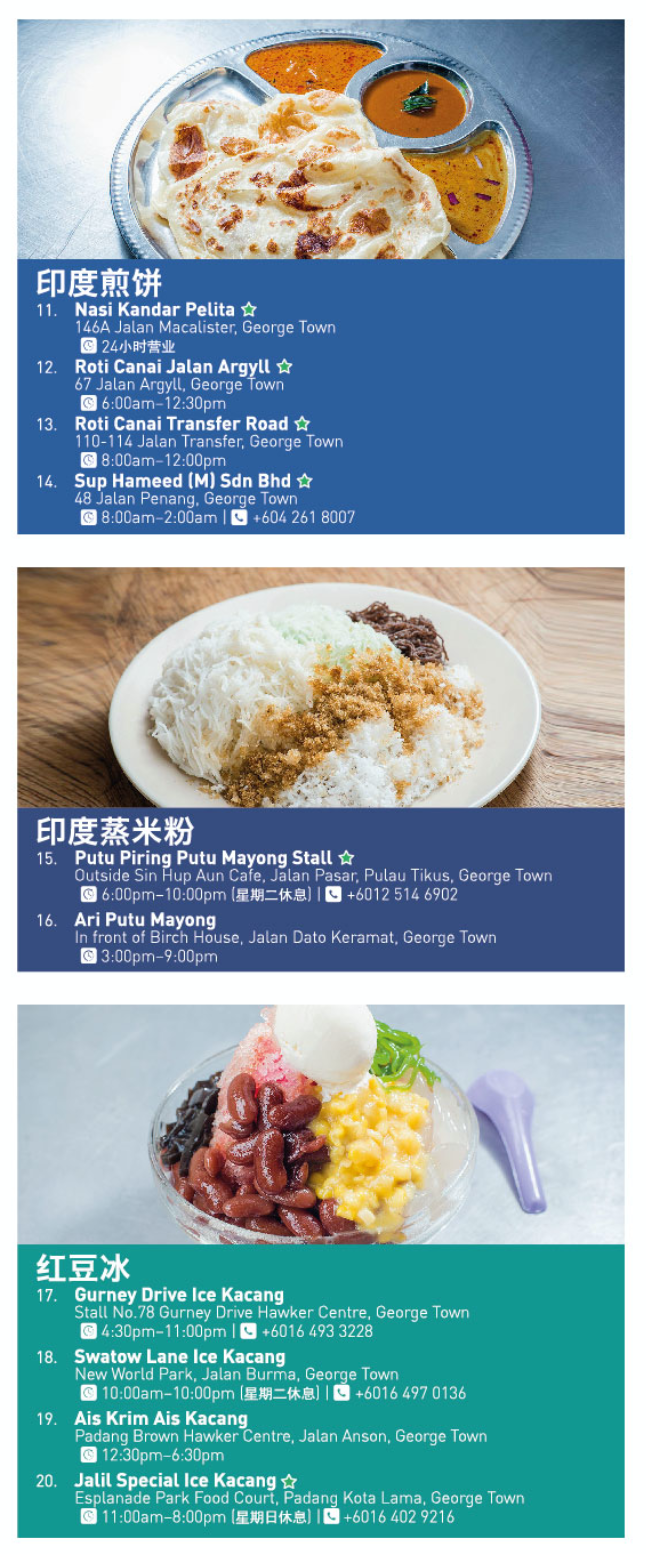 印度煎饼
11. Nasi Kandar Pelita
146A Jalan Macalister, George Town
24小时营业
12. Roti Canai Jalan Argyll
67 Jalan Argyll, George Town
6:00am–12:30pm
13. Roti Canai Transfer Road
110-114 Jalan Transfer, George Town
8:00am–12:00pm
14. Sup Hameed (M) Sdn Bhd
48 Jalan Penang, George Town
8:00am–2:00am | +604 261 8007
印度蒸米粉
15. Putu Piring Putu Mayong Stall
Outside Sin Hup Aun Cafe, Jalan Pasar, Pulau Tikus, George Town
6:00pm–10:00pm (星期二休息) | +6012 514 6902
16. Ari Putu Mayong
In front of Birch House, Jalan Dato Keramat, George Town
3:00pm–9:00pm
红豆冰
17. Gurney Drive Ice Kacang
Stall No.78 Gurney Drive Hawker Centre, George Town
4:30pm–11:00pm | +6016 493 3228
18. Swatow Lane Ice Kacang
New World Park, Jalan Burma, George Town
10:00am–10:00pm (星期二休息) | +6016 497 0136
19. Ais Krim Ais Kacang
Padang Brown Hawker Centre, Jalan Anson, George Town
12:30pm–6:30pm
20. Jalil Special Ice Kacang
Esplanade Park Food Court, Padang Kota Lama, George Town
11:00am–8:00pm (星期日休息) | +6016 402 9216